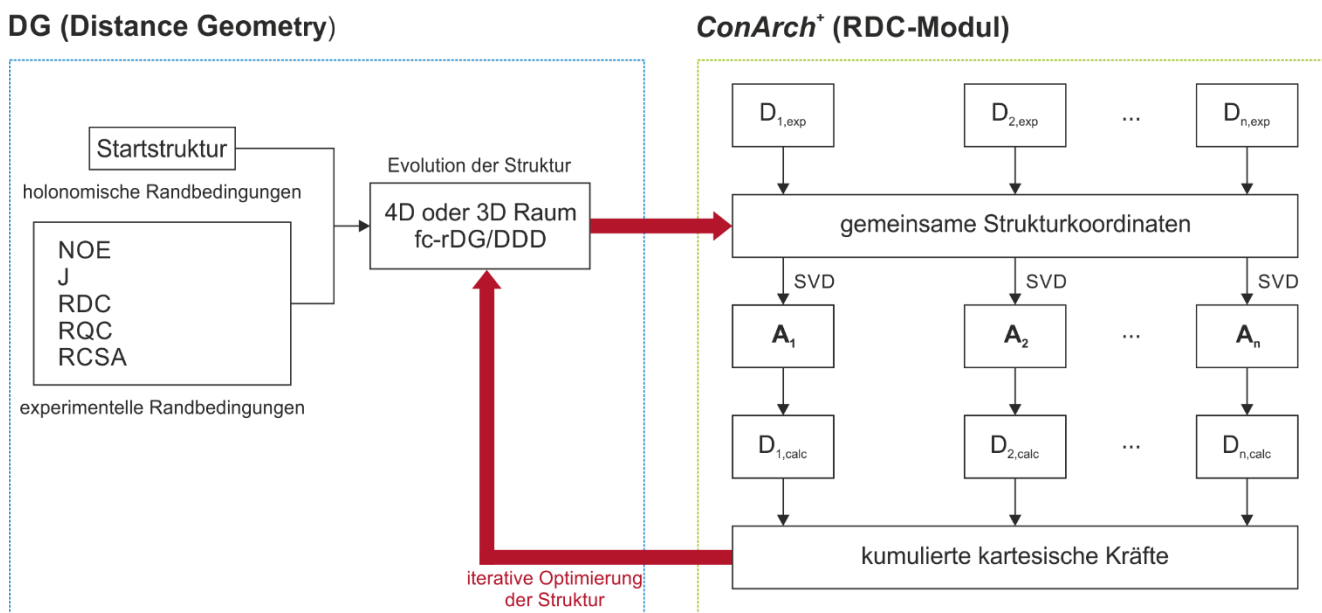 DG (Distance Geometry)
ConArch⁺ (RDC-Modul)
Startstruktur
holonomische Randbedingungen
NOE
J
RDC
RQC
RCSA
experimentelle Randbedingungen
Evolution der Struktur
4D oder 3D Raum
fc-rDG/DDD
iterative Optimierung
der Struktur
D1,exp D2,exp ... Dn,exp
gemeinsame Strukturkoordinaten
SVD SVD SVD
A1 A2 ... An
D1,calc D2,calc ... Dn,calc
kumulierte kartesische Kräfte